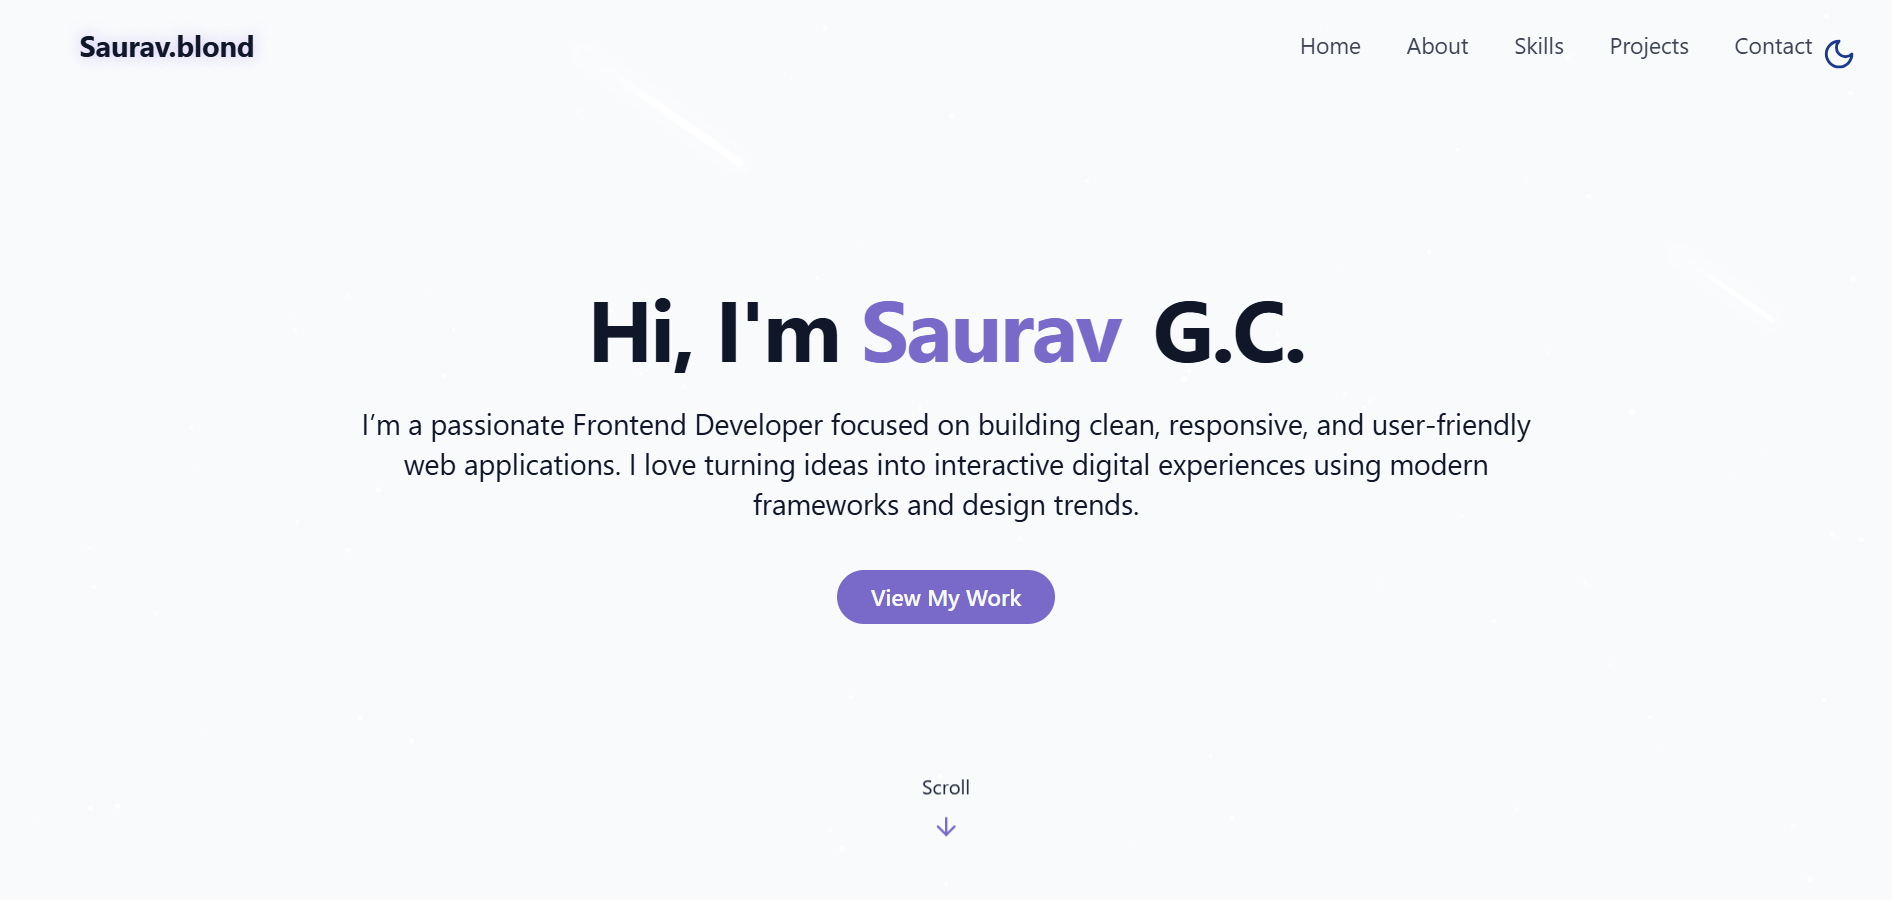 Saurav.blond
Home About Skills Projects Contact
Hi, I'm Saurav G.C.
I’m a passionate Frontend Developer focused on building clean, responsive, and user-friendly
web applications. I love turning ideas into interactive digital experiences using modern
frameworks and design trends.
View My Work
Scroll